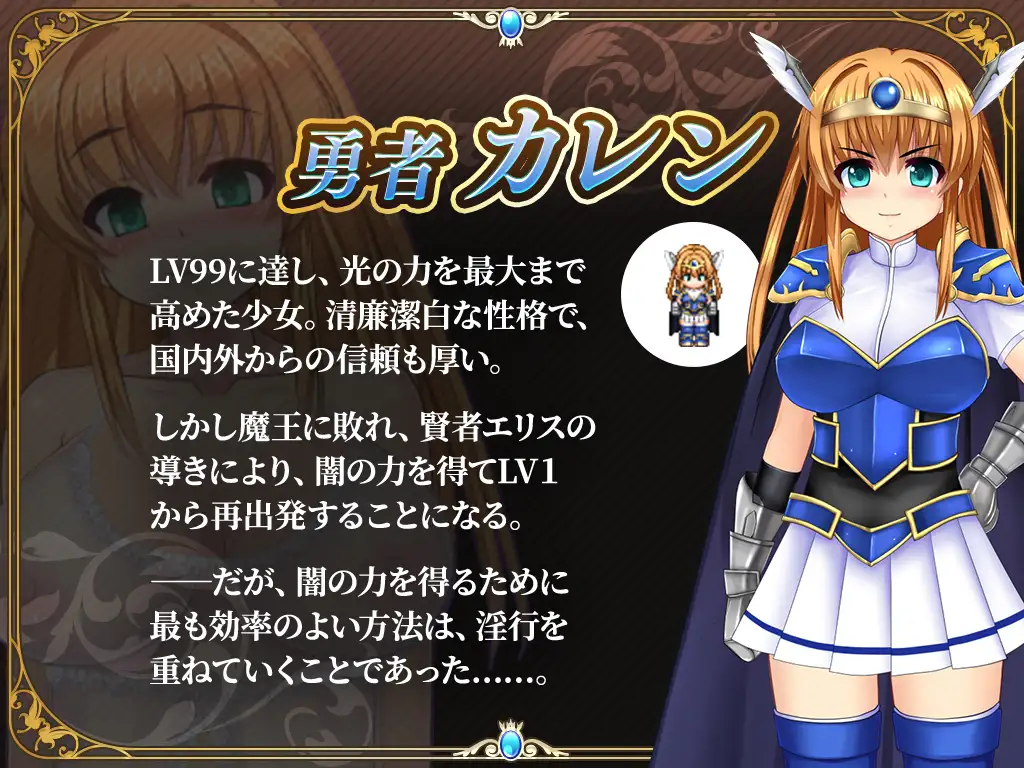 勇者 カレン
LV99に達し、光の力を最大まで
高めた少女。清廉潔白な性格で、
国内外からの信頼も厚い。
しかし魔王に敗れ、賢者エリスの
導きにより、闇の力を得てLV1
から再出発することになる。
――だが、闇の力を得るために
最も効率のよい方法は、淫行を
重ねていくことであった……。